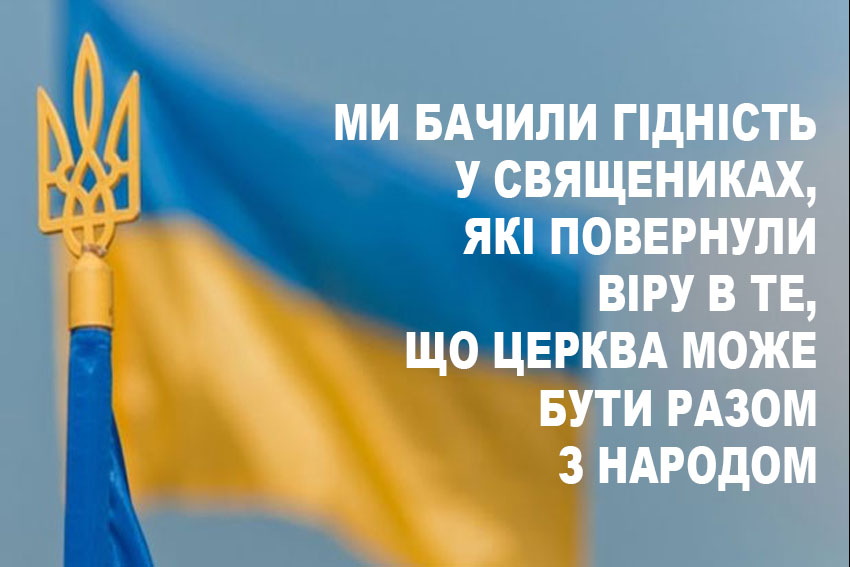 МИ БАЧИЛИ ГІДНІСТЬ
У СВЯЩЕНИКАХ,
ЯКІ ПОВЕРНУЛИ
ВІРУ В ТЕ,
ЩО ЦЕРКВА МОЖЕ
БУТИ РАЗОМ
З НАРОДОМ